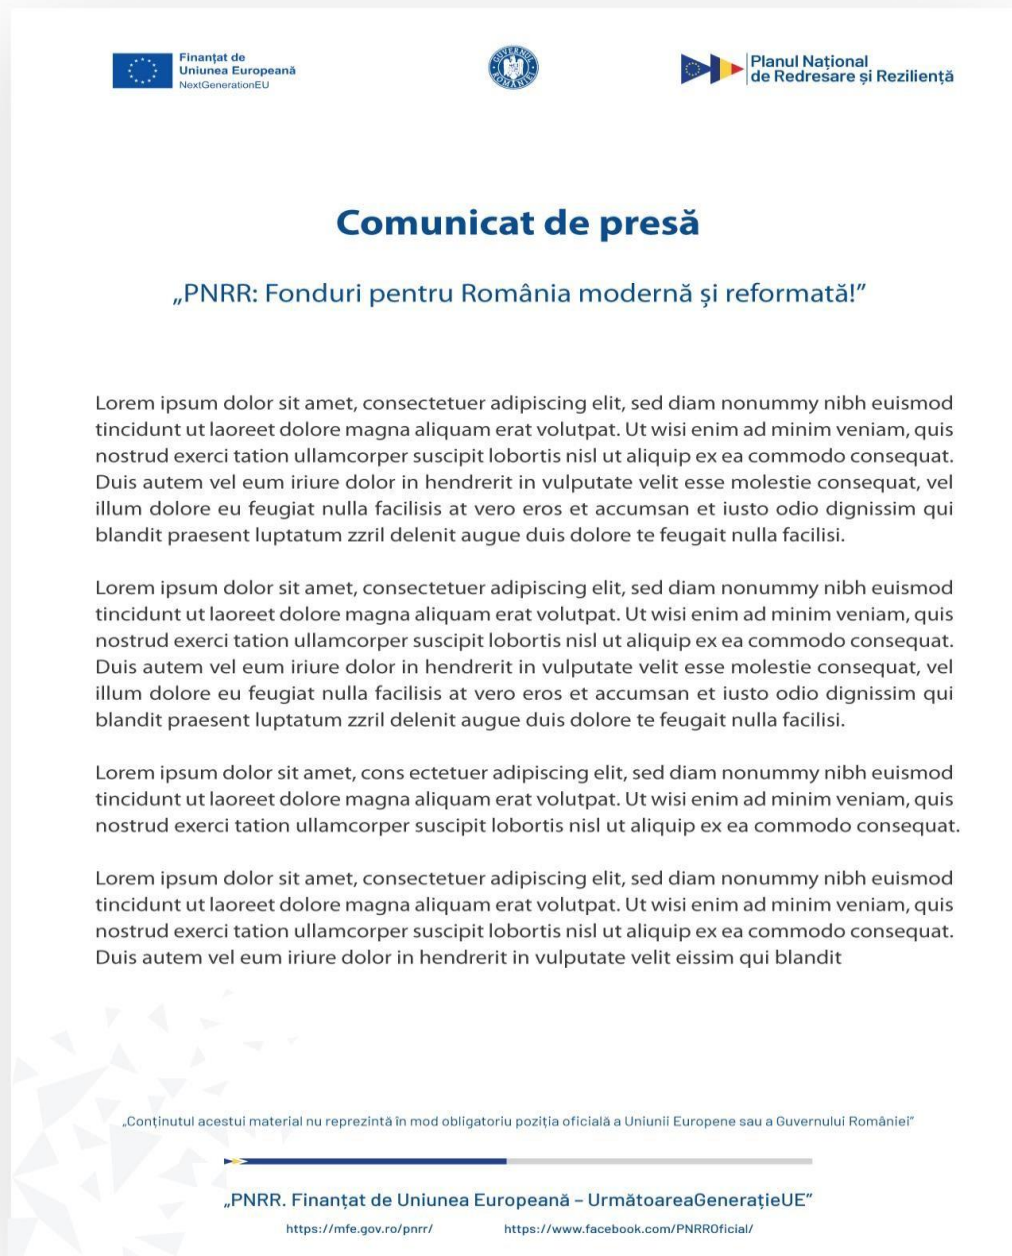 Finanțat de
Uniunea Europeană
NextGenerationEU
GUVERNUL ROMÂNIEI
Planul Național
de Redresare și Reziliență
Comunicat de presă
„PNRR: Fonduri pentru România modernă și reformată!”
Lorem ipsum dolor sit amet, consectetuer adipiscing elit, sed diam nonummy nibh euismod
tincidunt ut laoreet dolore magna aliquam erat volutpat. Ut wisi enim ad minim veniam, quis
nostrud exerci tation ullamcorper suscipit lobortis nisl ut aliquip ex ea commodo consequat.
Duis autem vel eum iriure dolor in hendrerit in vulputate velit esse molestie consequat, vel
illum dolore eu feugiat nulla facilisis at vero eros et accumsan et iusto odio dignissim qui
blandit praesent luptatum zzril delenit augue duis dolore te feugait nulla facilisi.
Lorem ipsum dolor sit amet, consectetuer adipiscing elit, sed diam nonummy nibh euismod
tincidunt ut laoreet dolore magna aliquam erat volutpat. Ut wisi enim ad minim veniam, quis
nostrud exerci tation ullamcorper suscipit lobortis nisl ut aliquip ex ea commodo consequat.
Duis autem vel eum iriure dolor in hendrerit in vulputate velit esse molestie consequat, vel
illum dolore eu feugiat nulla facilisis at vero eros et accumsan et iusto odio dignissim qui
blandit praesent luptatum zzril delenit augue duis dolore te feugait nulla facilisi.
Lorem ipsum dolor sit amet, cons ectetuer adipiscing elit, sed diam nonummy nibh euismod
tincidunt ut laoreet dolore magna aliquam erat volutpat. Ut wisi enim ad minim veniam, quis
nostrud exerci tation ullamcorper suscipit lobortis nisl ut aliquip ex ea commodo consequat.
Lorem ipsum dolor sit amet, consectetuer adipiscing elit, sed diam nonummy nibh euismod
tincidunt ut laoreet dolore magna aliquam erat volutpat. Ut wisi enim ad minim veniam, quis
nostrud exerci tation ullamcorper suscipit lobortis nisl ut aliquip ex ea commodo consequat.
Duis autem vel eum iriure dolor in hendrerit in vulputate velit eissim qui blandit
„Conținutul acestui material nu reprezintă în mod obligatoriu poziția oficială a Uniunii Europene sau a Guvernului României”
„PNRR. Finanțat de Uniunea Europeană – UrmătoareaGenerațieUE”
https://mfe.gov.ro/pnrr/ https://www.facebook.com/PNRROficial/